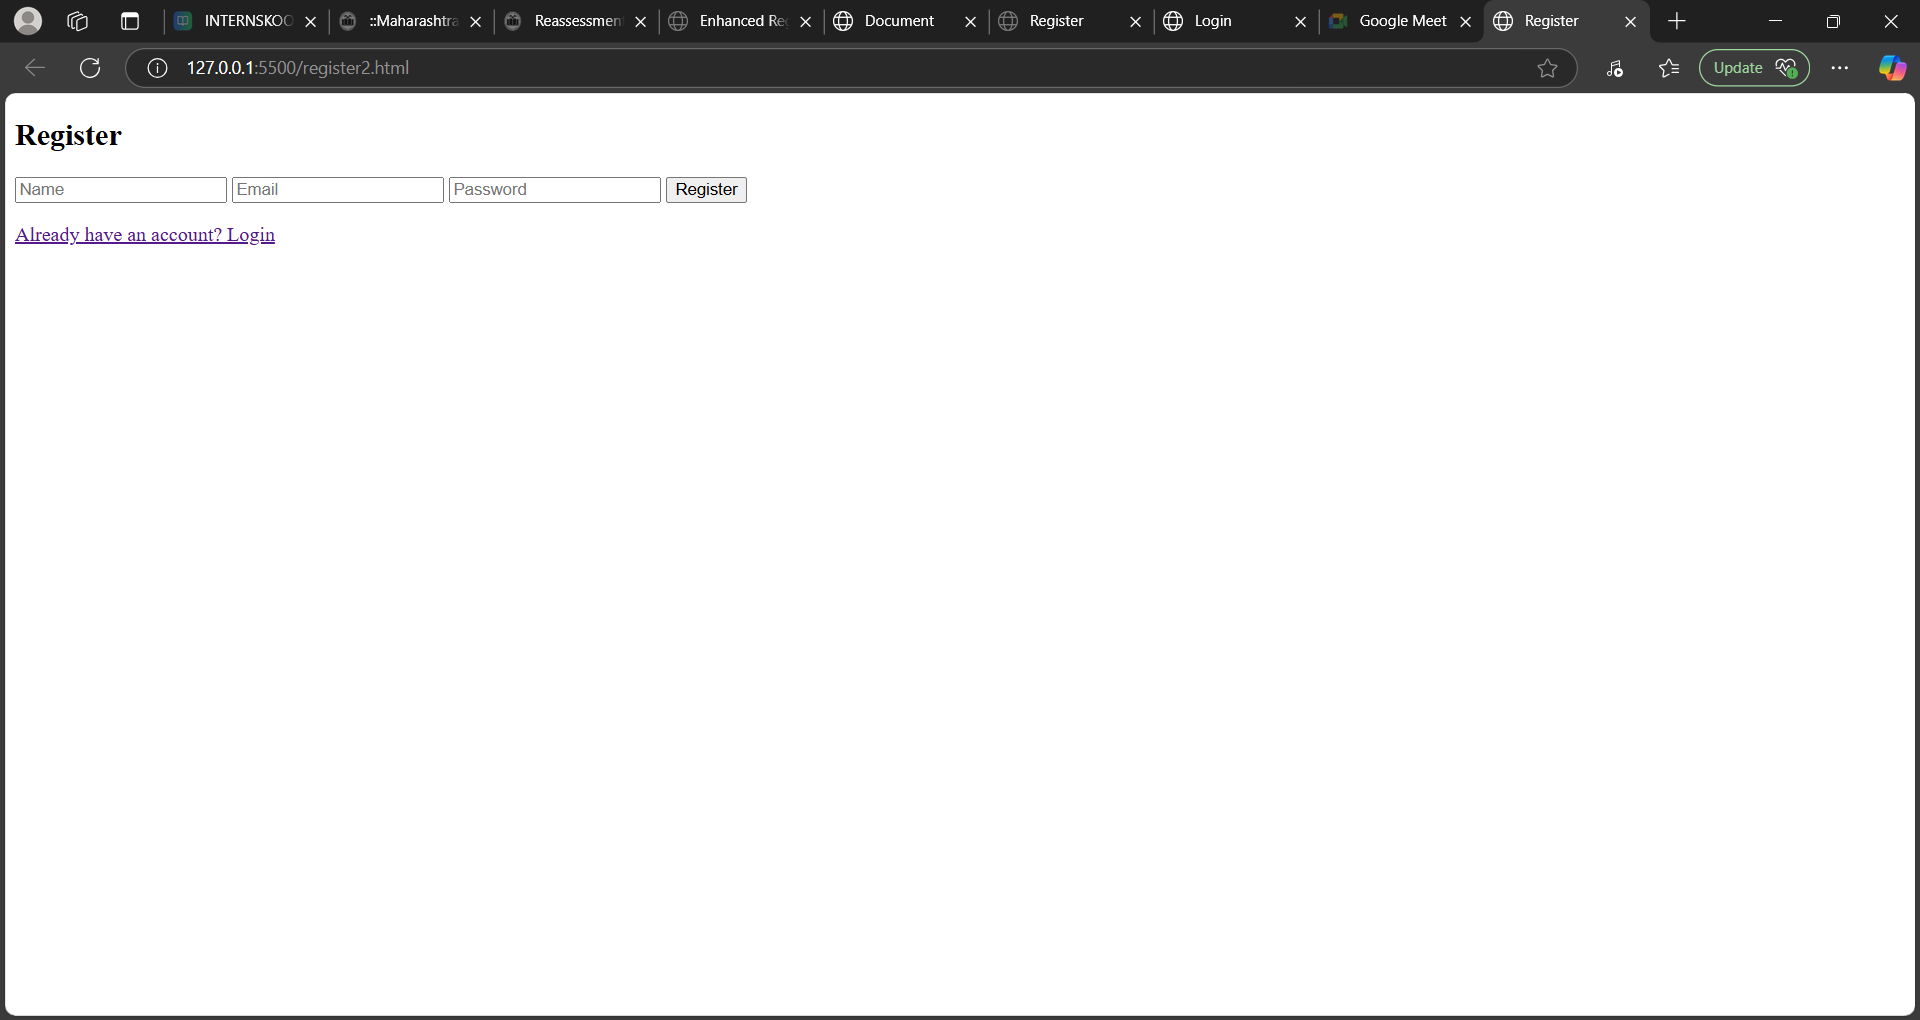 INTERNSKOO ::Maharashtra Reassessment Enhanced Re Document Register Login Google Meet Register
127.0.0.1:5500/register2.html Update
Register
Name Email Password Register
Already have an account? Login